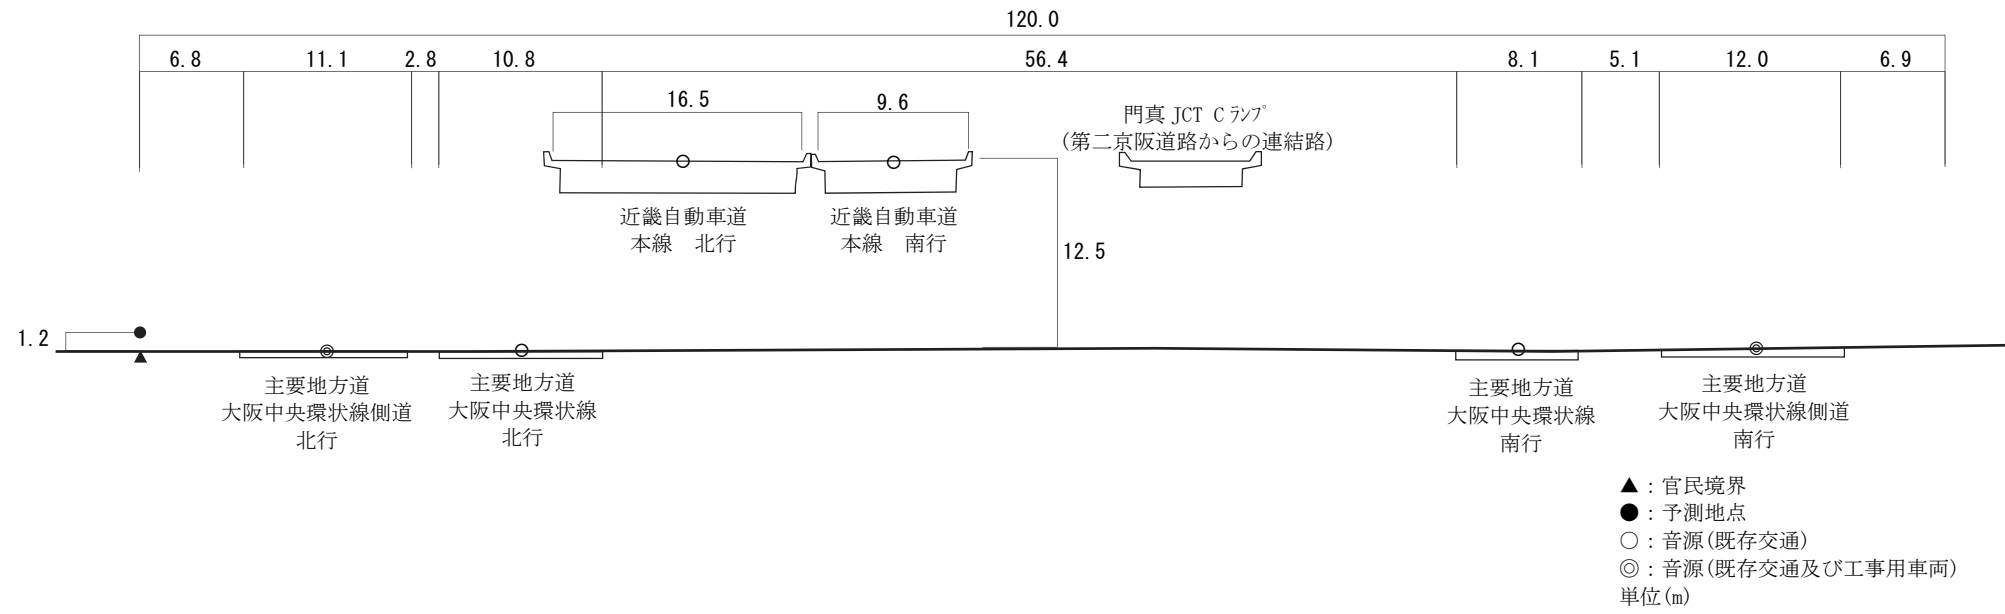 120.0
6.8
11.1
2.8
10.8
56.4
8.1
5.1
12.0
6.9
16.5
9.6
門真 JCT C ﾗﾝﾌﾟ
(第二京阪道路からの連結路)
近畿自動車道
本線 北行
近畿自動車道
本線 南行
12.5
1.2
主要地方道
大阪中央環状線側道
北行
主要地方道
大阪中央環状線
北行
主要地方道
大阪中央環状線
南行
主要地方道
大阪中央環状線側道
南行
▲：官民境界
●：予測地点
○：音源(既存交通)
◎：音源(既存交通及び工事用車両)
単位(m)